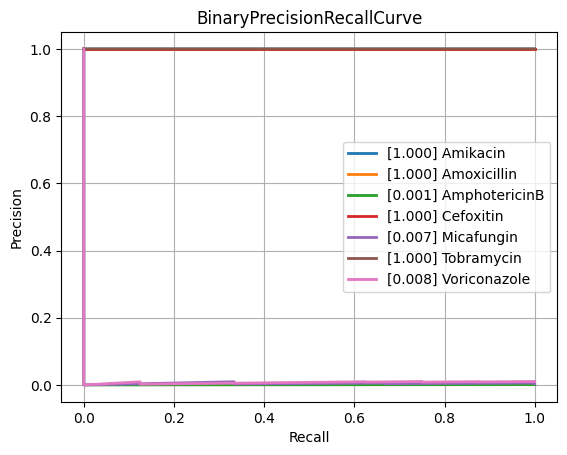 BinaryPrecisionRecallCurve
1.0
0.8
0.6
0.4
0.2
0.0
Precision
[1.000] Amikacin
[1.000] Amoxicillin
[0.001] AmphotericinB
[1.000] Cefoxitin
[0.007] Micafungin
[1.000] Tobramycin
[0.008] Voriconazole
0.0 0.2 0.4 0.6 0.8 1.0
Recall